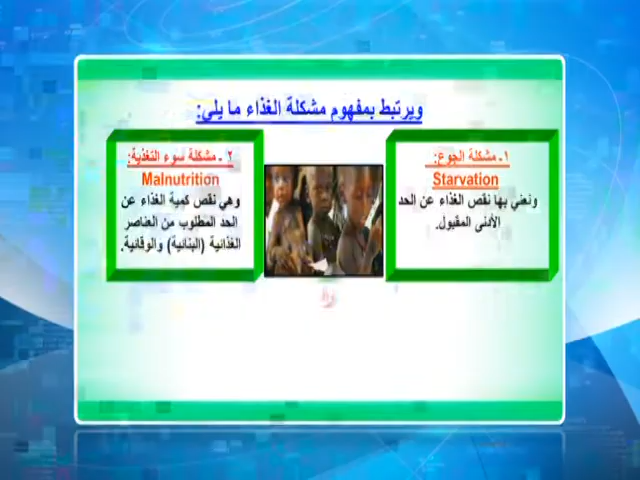 ويرتبط بمفهوم مشكلة الغذاء ما يلي:
١ـ مشكلة الجوع:
Starvation
ونعني بها نقص الغذاء عن الحد
الأدنى المقبول.
٢ ـ مشكلة سوء التغذية:
Malnutrition
وهي نقص كمية الغذاء عن
الحد المطلوب من العناصر
الغذائية (البنائية) والوقائية.